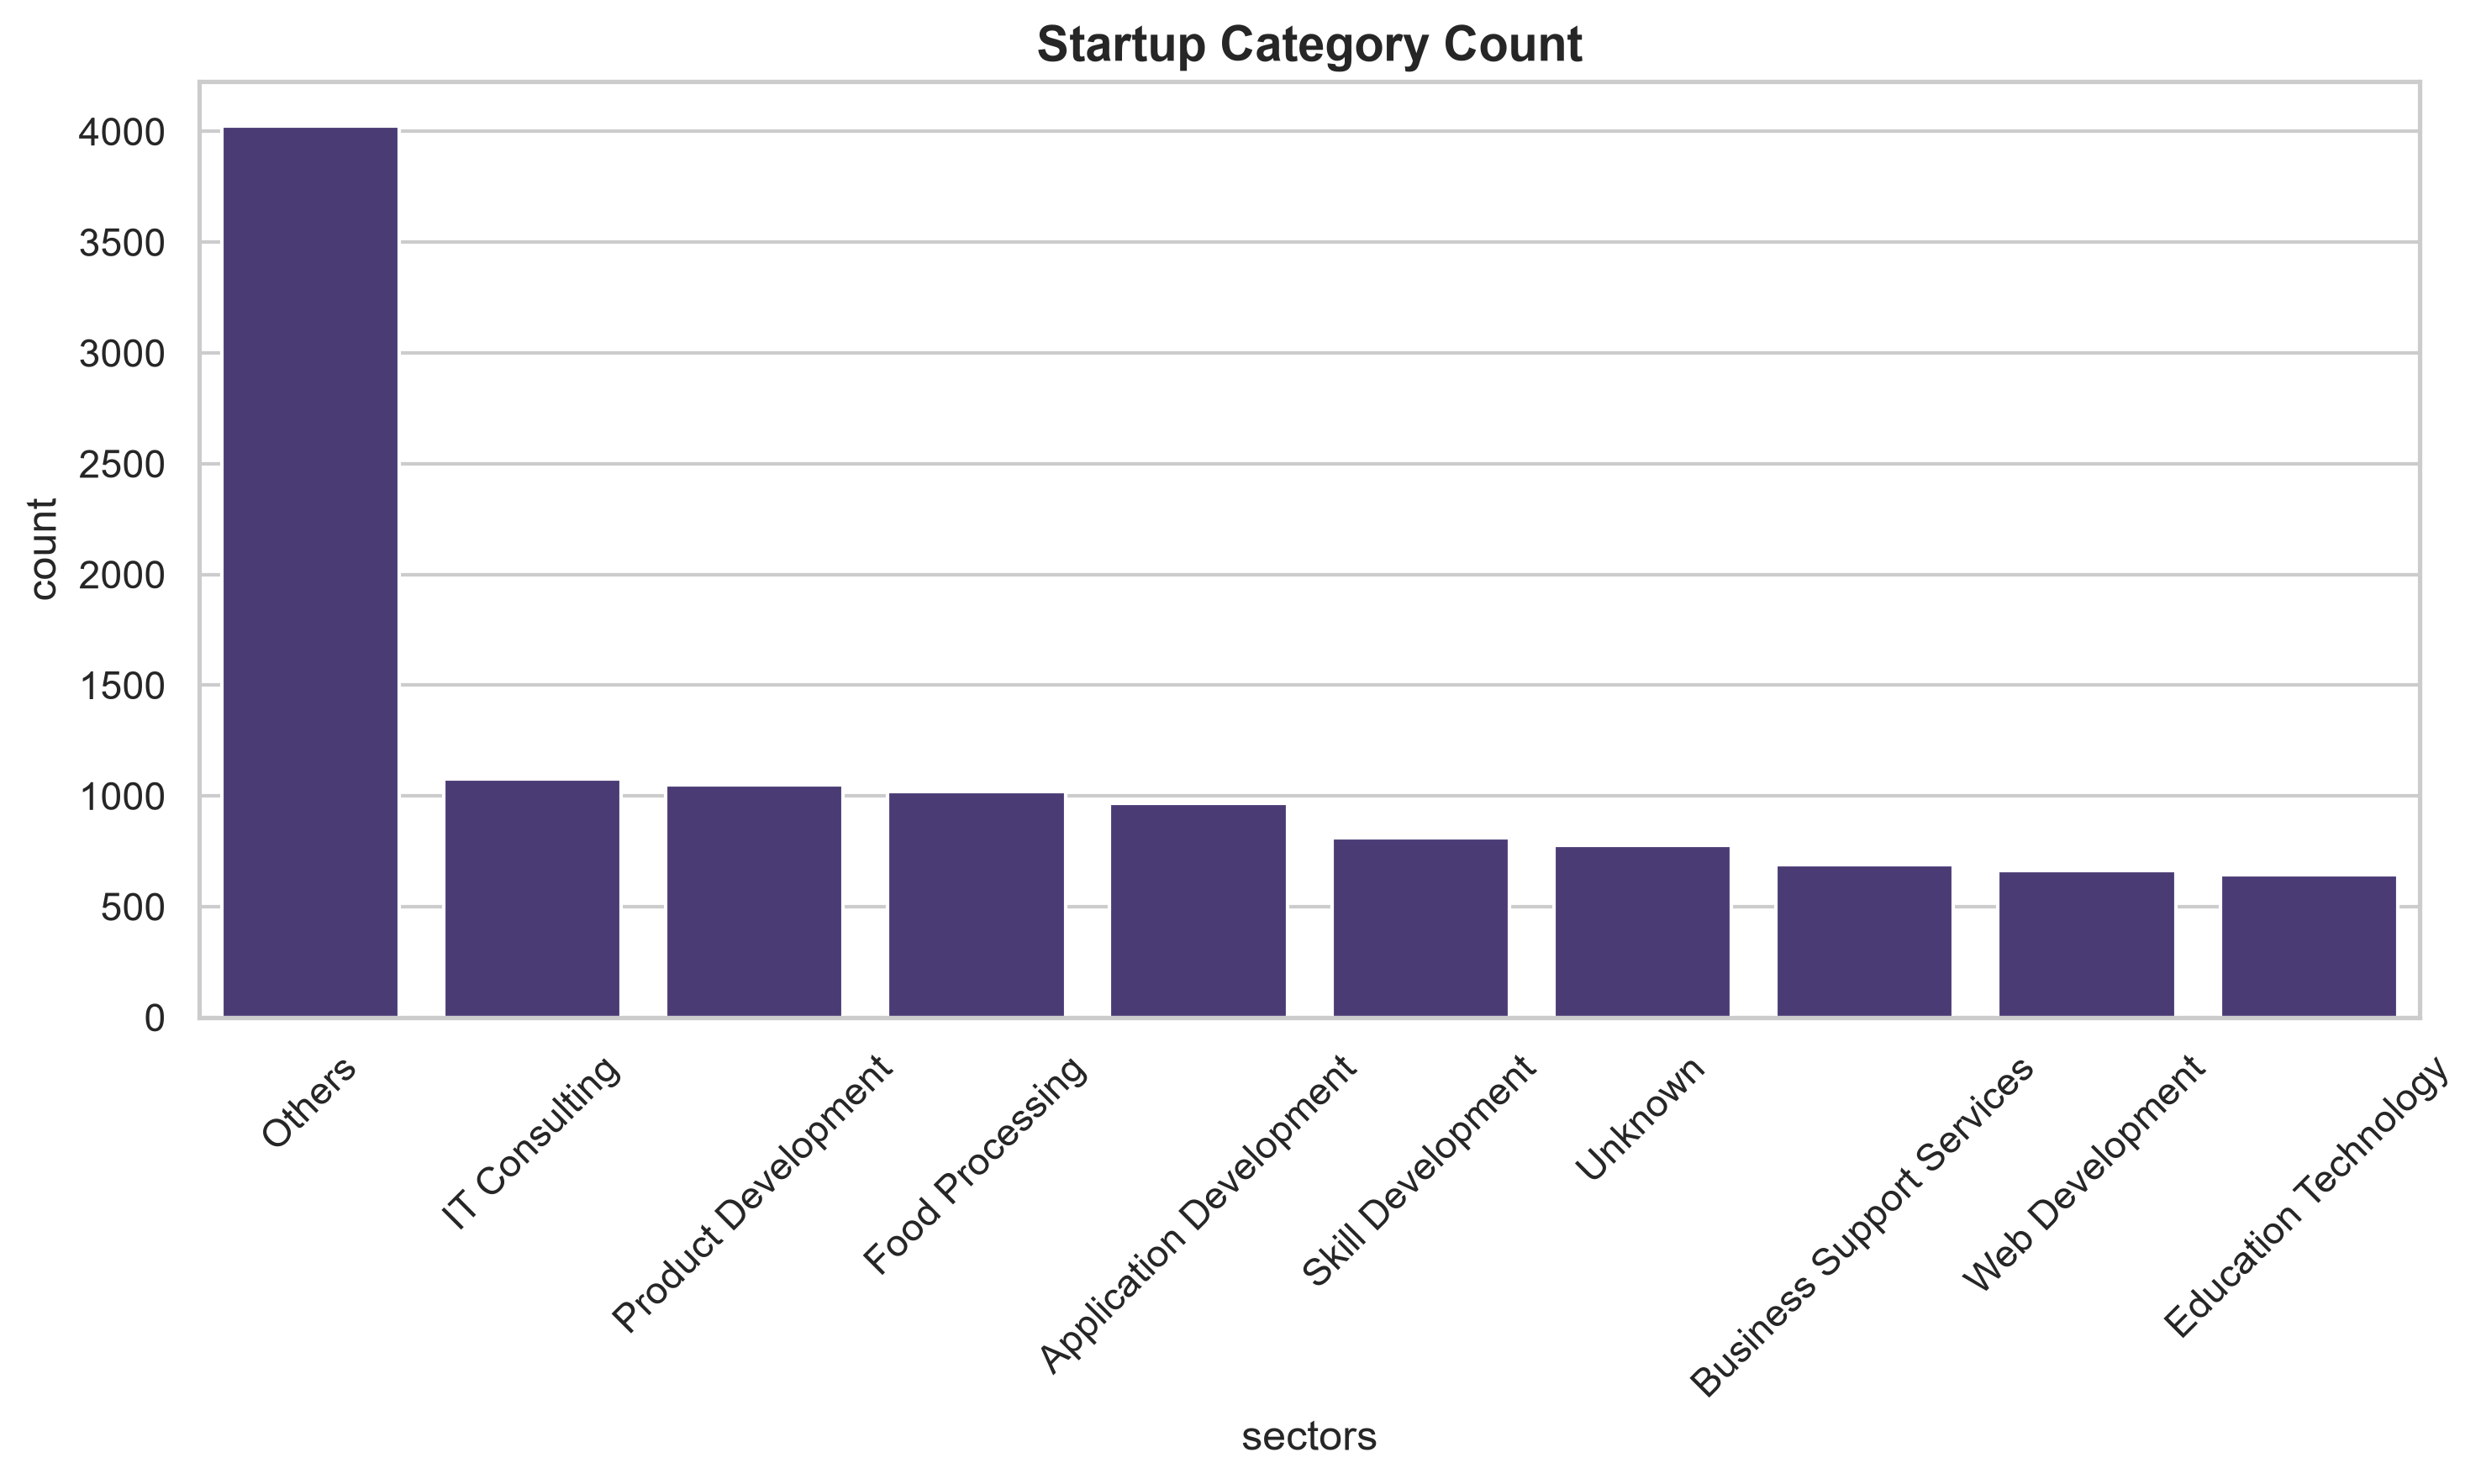 Startup Category Count
4000
3500
3000
2500
2000
1500
1000
500
0
count
Others
IT Consulting
Product Development
Food Processing
Application Development
Skill Development
Unknown
Business Support Services
Web Development
Education Technology
sectors